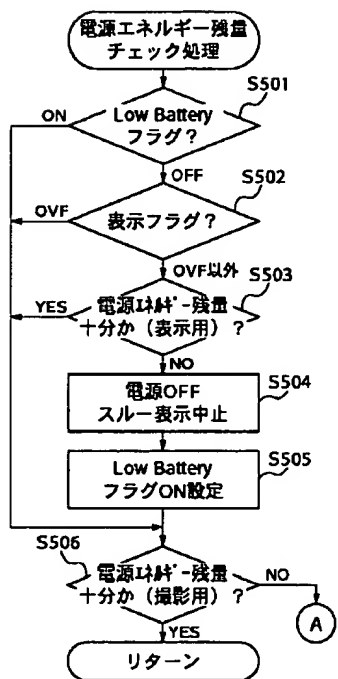 電源エネルギー残量
チェック処理
S501
ON
Low Battery
フラグ?
OFF
S502
OVF
表示フラグ?
OVF以外
S503
YES
電源エネルギー残量
十分か(表示用)?
NO
S504
電源OFF
スルー表示中止
S505
Low Battery
フラグON設定
S506
電源エネルギー残量
十分か(撮影用)?
NO
A
YES
リターン